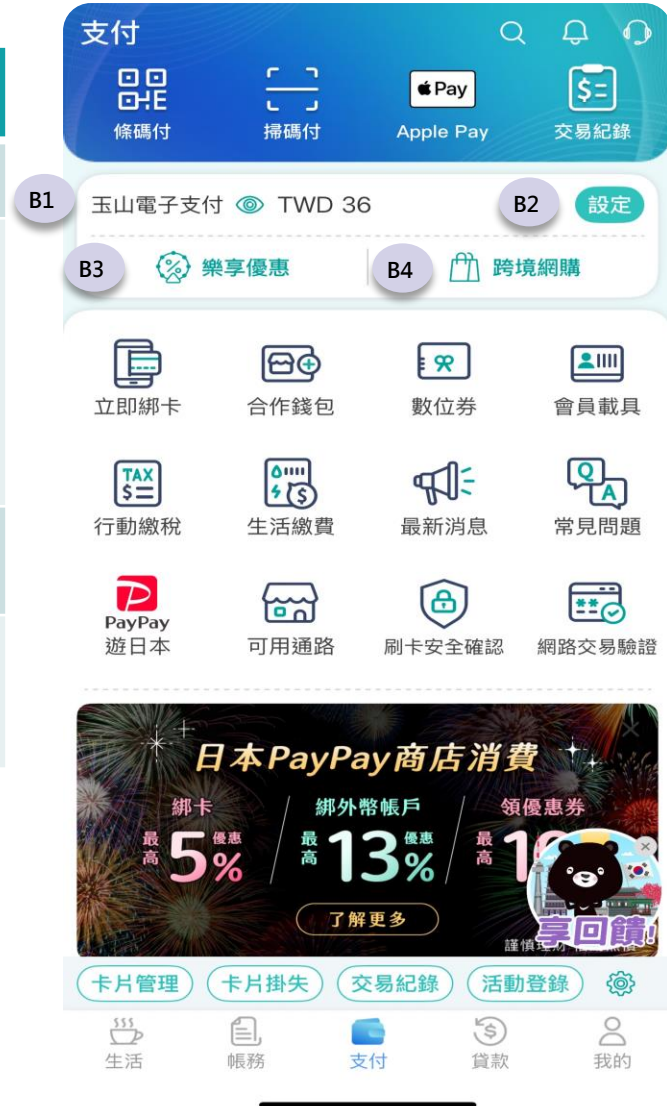 支付
條碼付 掃碼付 Pay Apple Pay 交易紀錄
B1 玉山電子支付 TWD 36 B2 設定
B3 樂享優惠 B4 跨境網購
立即綁卡 合作錢包 數位券 會員載具
TAX $ 行動繳稅 生活繳費 最新消息 Q A 常見問題
PayPay
遊日本 可用通路 刷卡安全確認 網路交易驗證
日本PayPay商店消費
綁卡 綁外幣帳戶 領優惠券
最高5%優惠 最高13%優惠 最高
了解更多
享回饋!
卡片管理 卡片掛失 交易紀錄 活動登錄
生活 帳務 支付 貸款 我的